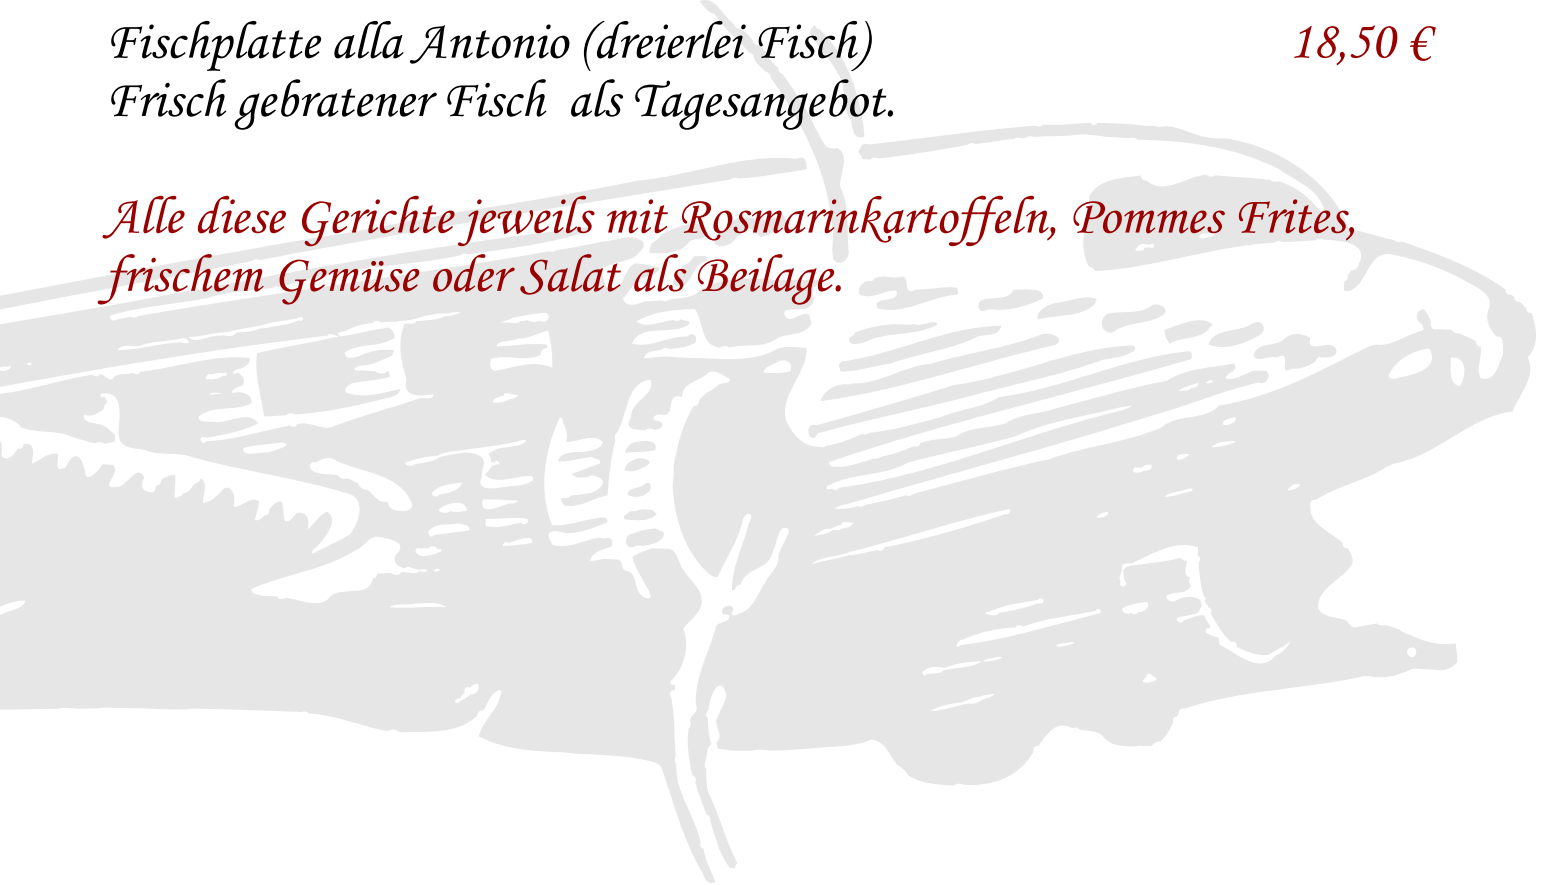 Fischplatte alla Antonio (dreierlei Fisch) 18,50 €
Frisch gebratener Fisch als Tagesangebot.
Alle diese Gerichte jeweils mit Rosmarinkartoffeln, Pommes Frites,
frischem Gemüse oder Salat als Beilage.